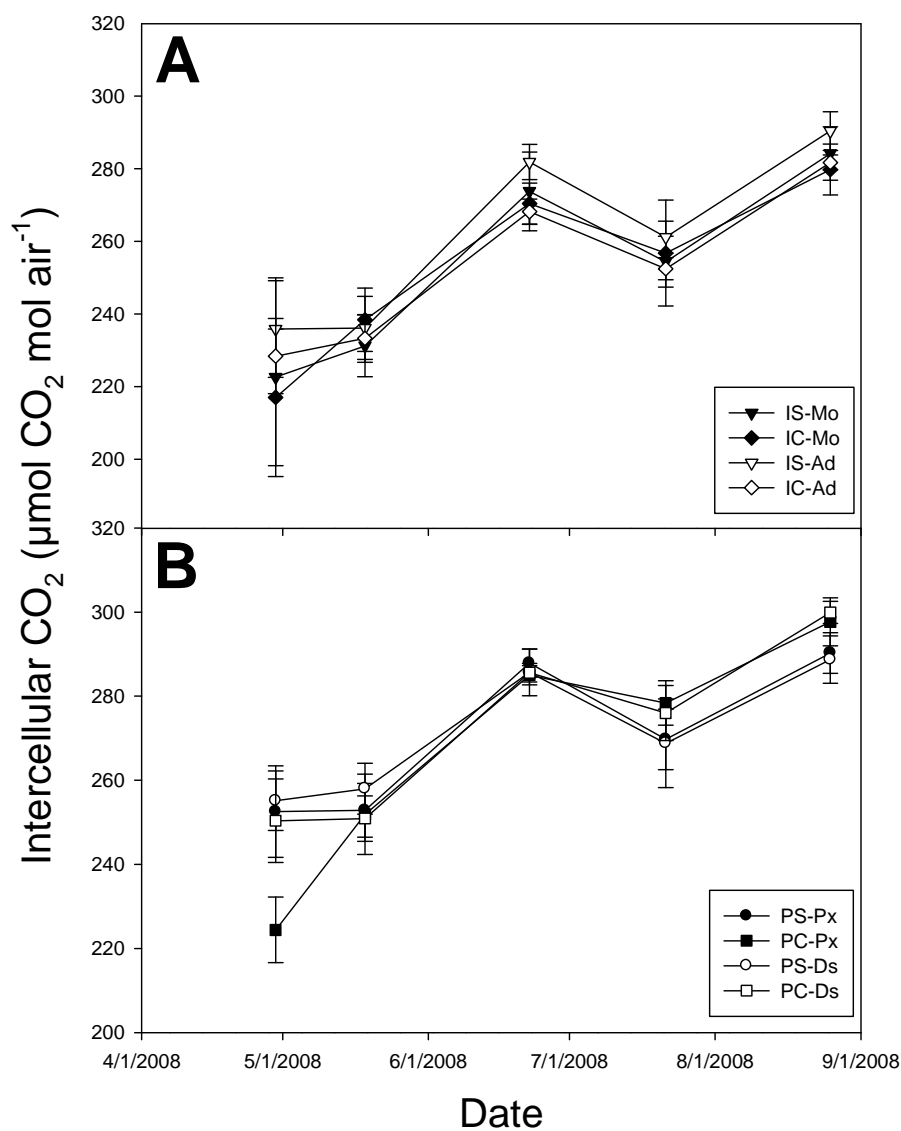 A
320
300
280
260
240
220
200
IS-Mo
IC-Mo
IS-Ad
IC-Ad
B
320
300
280
260
240
220
200
PS-Px
PC-Px
PS-Ds
PC-Ds
4/1/2008 5/1/2008 6/1/2008 7/1/2008 8/1/2008 9/1/2008
Date
Intercellular CO₂ (µmol CO₂ mol air⁻¹)